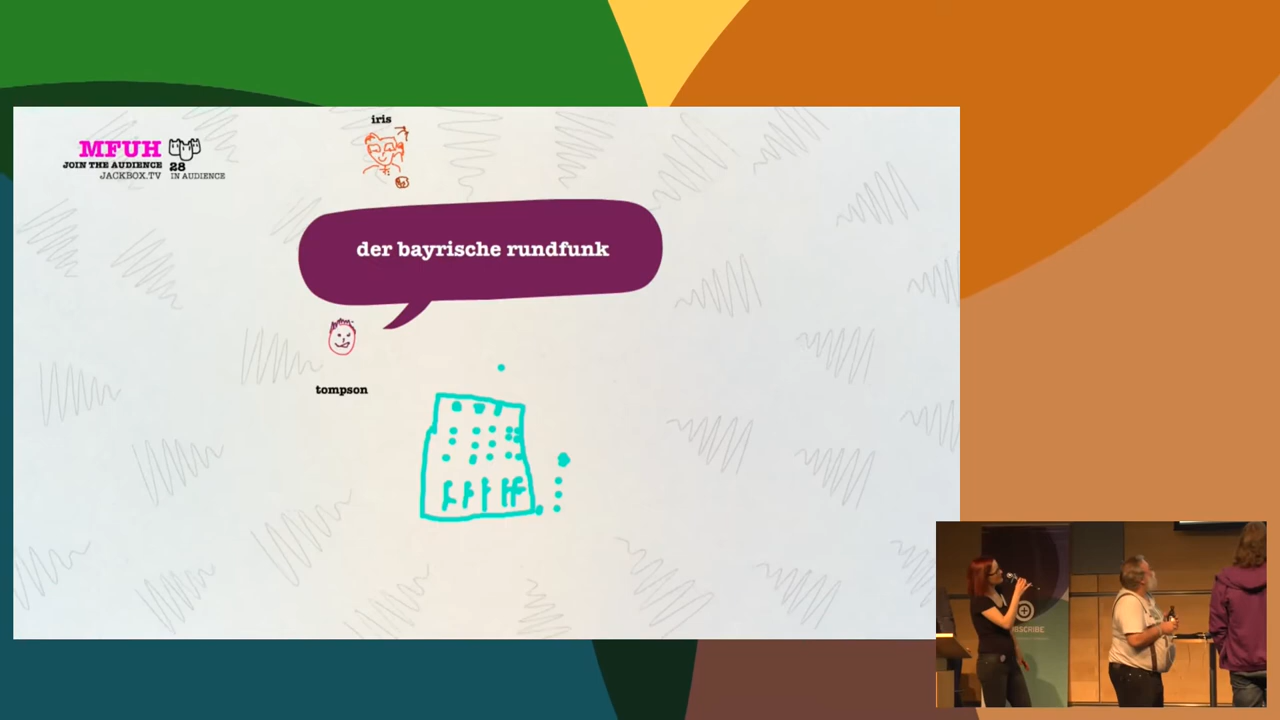 iris
MFUH
JOIN THE AUDIENCE
JACKBOX.TV
28
IN AUDIENCE
der bayrische rundfunk
tompson